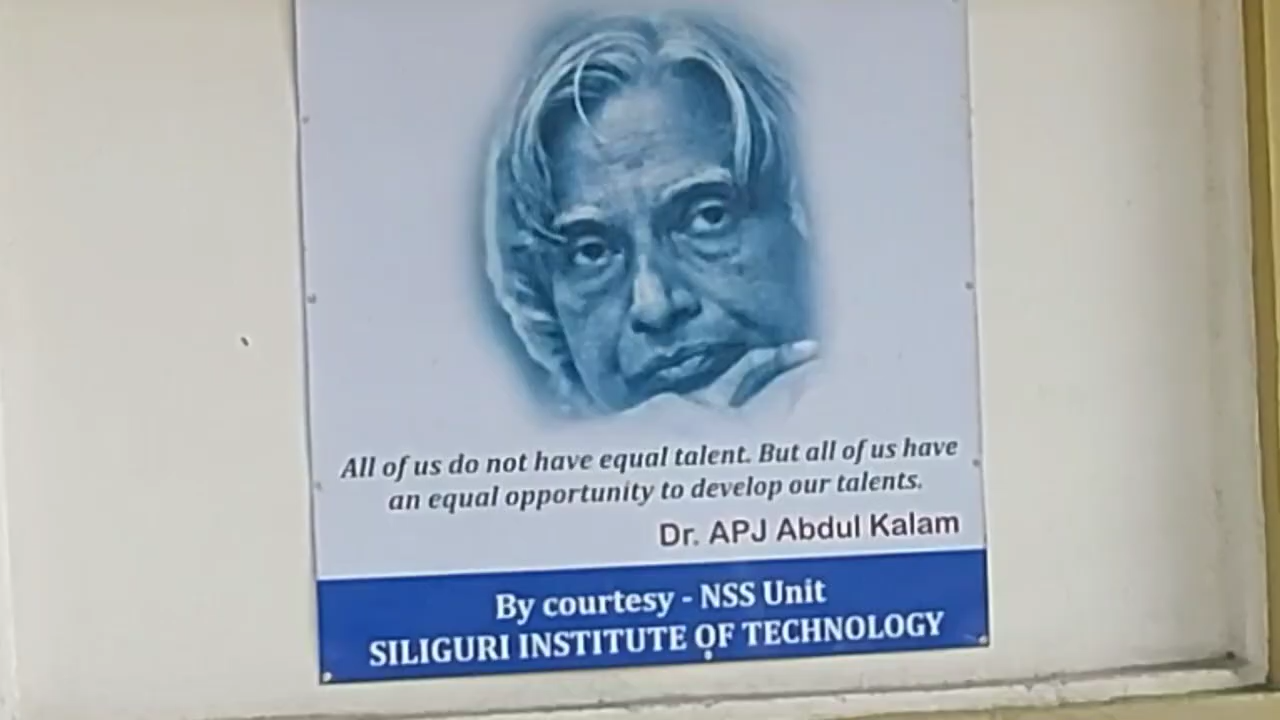 All of us do not have equal talent. But all of us have
an equal opportunity to develop our talents.
Dr. APJ Abdul Kalam
By courtesy - NSS Unit
SILIGURI INSTITUTE OF TECHNOLOGY